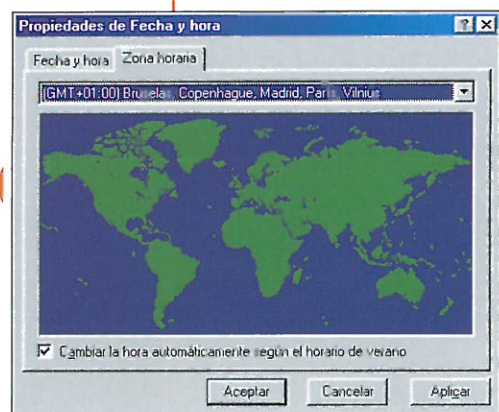 Propiedades de Fecha y hora
Fecha y hora
Zona horaria
(GMT+01:00) Bruselas, Copenhague, Madrid, París, Vilnius
Cambiar la hora automáticamente según el horario de verano
Aceptar
Cancelar
Aplicar